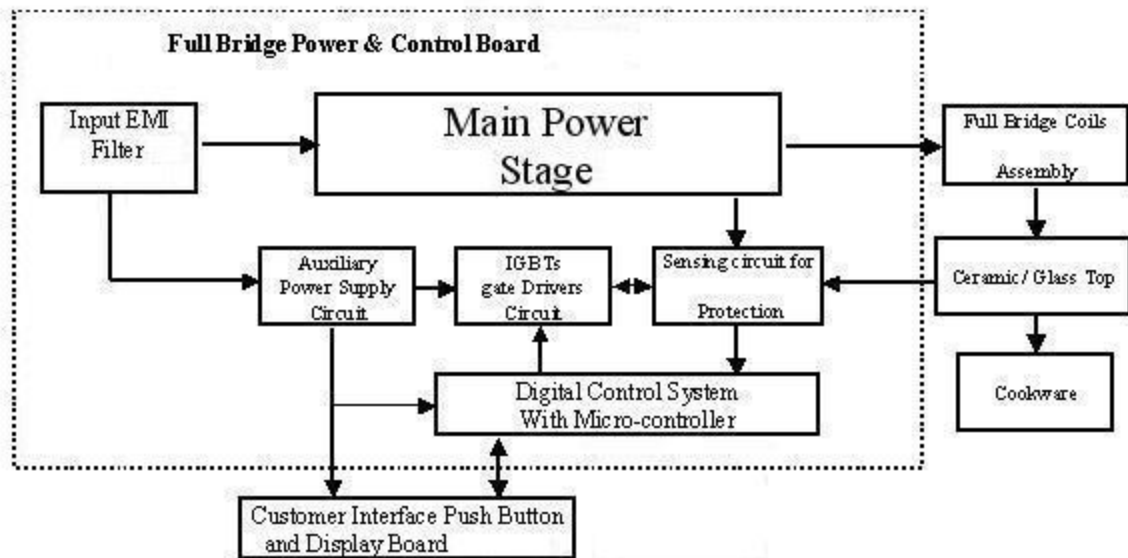 Full Bridge Power & Control Board
Input EMI
Filter
Main Power
Stage
Full Bridge Coils
Assembly
Auxiliary
Power Supply
Circuit
IGBTs
gate Drivers
Circuit
Sensing circuit for
Protection
Ceramic / Glass Top
Digital Control System
With Micro-controller
Cookware
Customer Interface Push Button
and Display Board